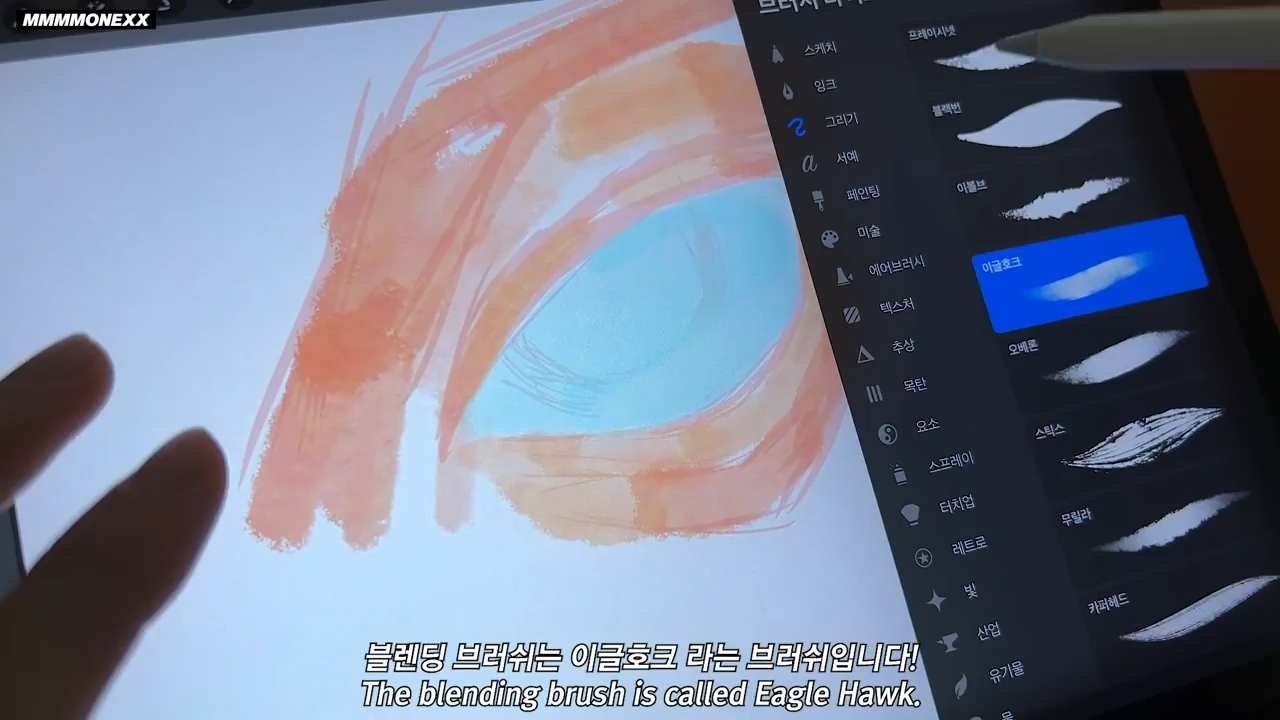 MMMMONEXX
스케치
잉크
그리기
서예
페인팅
미술
에어브러시
텍스처
추상
목탄
요소
스프레이
터치업
레트로
빛
산업
유기물
물
프레이시넷
블랙번
이볼브
이글호크
오베론
스틱스
무릴라
카퍼헤드
블렌딩 브러쉬는 이글호크 라는 브러쉬입니다!
The blending brush is called Eagle Hawk.